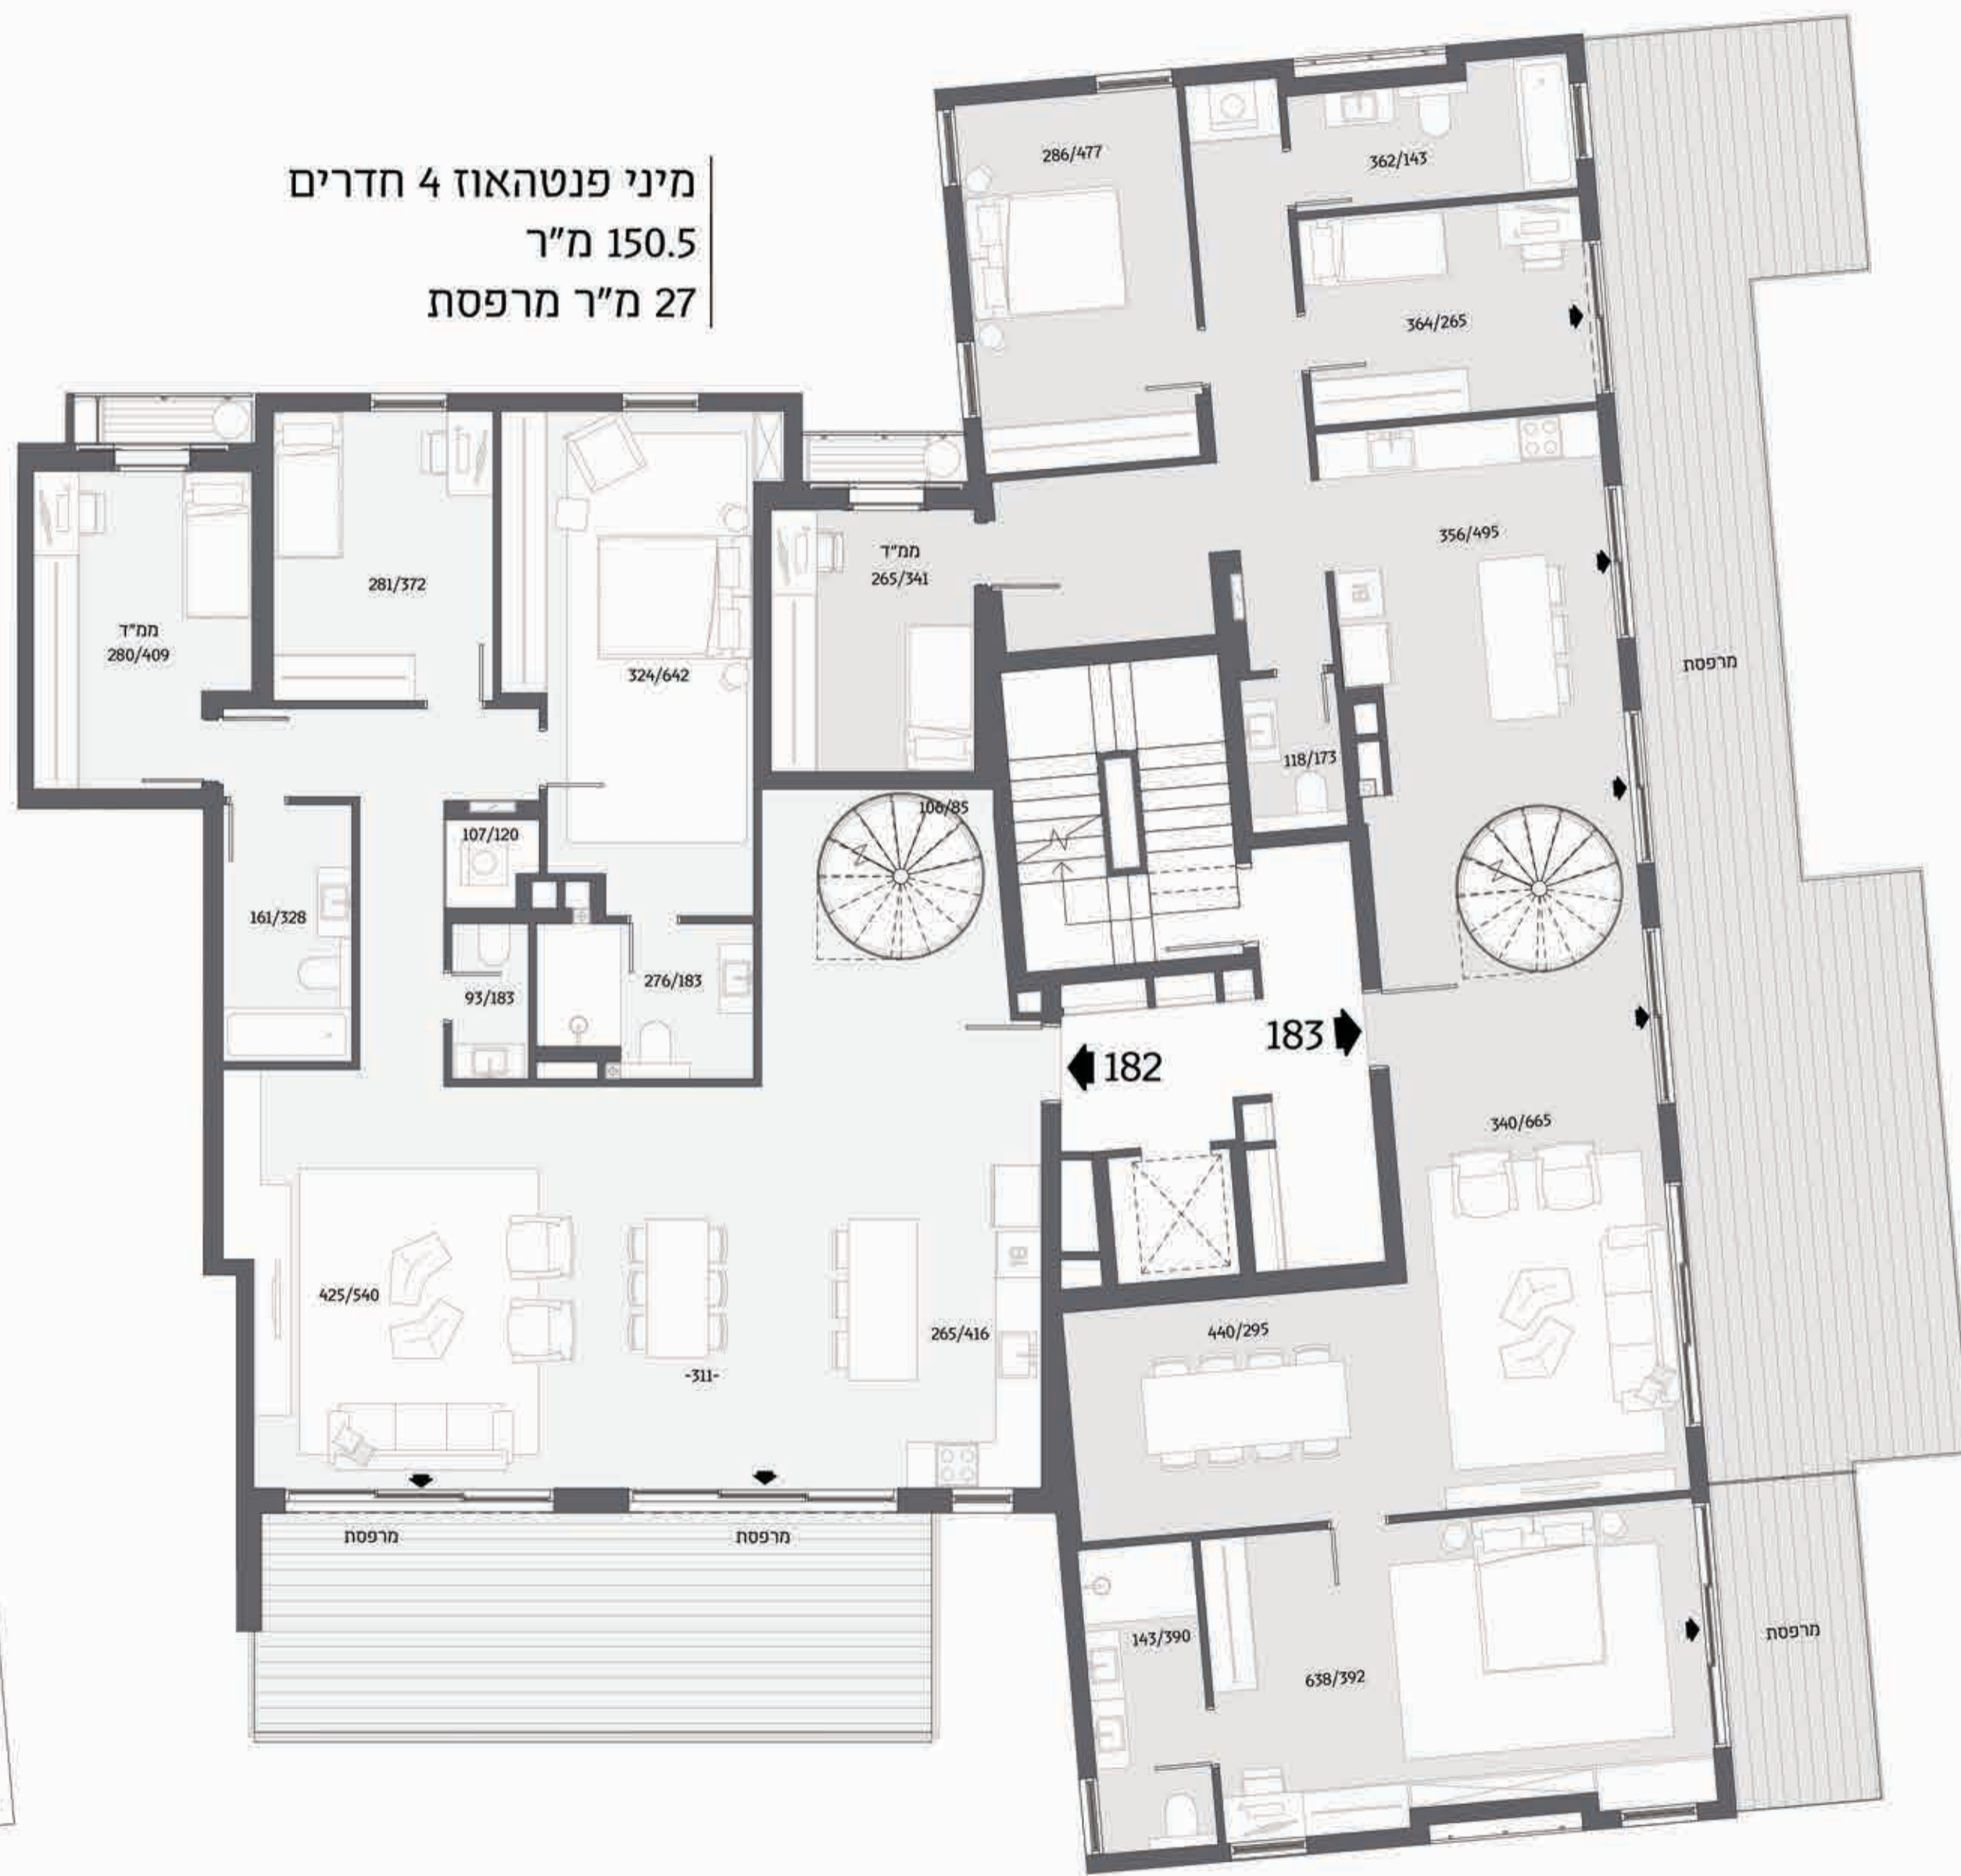 מיני פנטהאוז 4 חדרים
150.5 מ״ר
27 מ״ר מרפסת
286/477
362/143
364/265
356/495
ממ״ד
265/341
281/372
ממ״ד
280/409
324/642
מרפסת
118/173
106/85
107/120
161/328
276/183
93/183
183
182
340/665
425/540
265/416
440/295
-311-
מרפסת
מרפסת
143/390
638/392
מרפסת